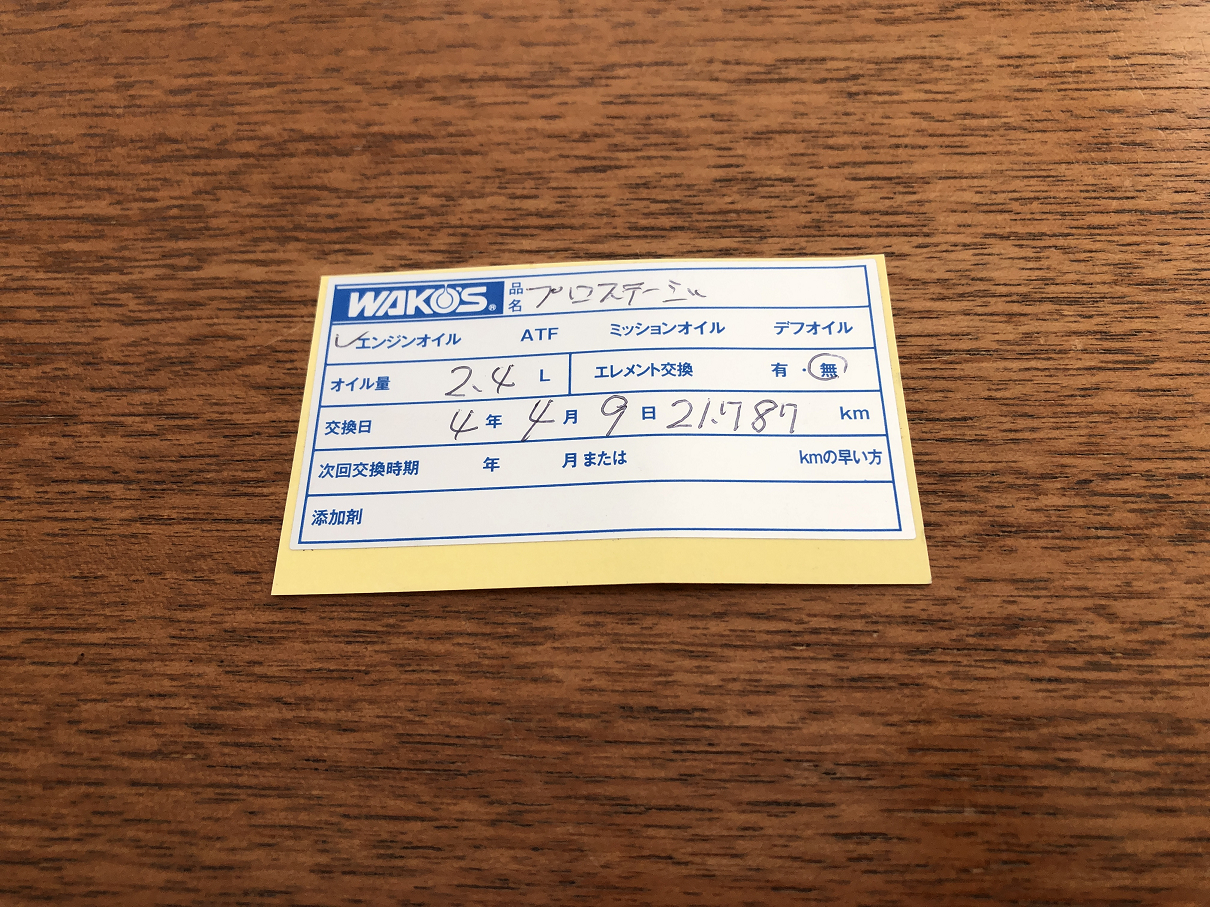 WAKO'S® 品名 プロステージ
✓エンジンオイル ATF ミッションオイル デフオイル
オイル量 2.4 L エレメント交換 有・無
交換日 4年 4月 9日 21,787 km
次回交換時期 年 月または kmの早い方
添加剤